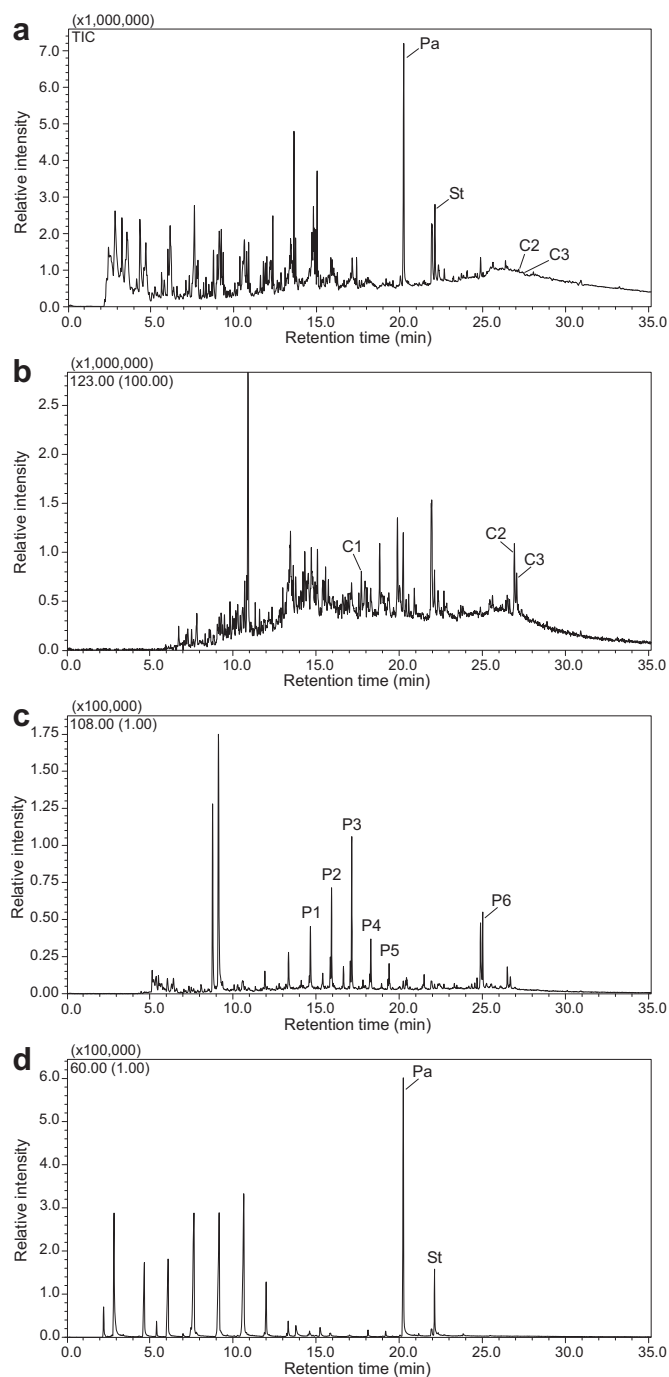 a
(x1,000,000)
TIC
Pa
St
C2
C3
7.0
6.0
5.0
4.0
3.0
2.0
1.0
0.0
Relative intensity
0.0 5.0 10.0 15.0 20.0 25.0 30.0 35.0
Retention time (min)
b
(x1,000,000)
123.00 (100.00)
C1
C2
C3
2.5
2.0
1.5
1.0
0.5
0.0
Relative intensity
0.0 5.0 10.0 15.0 20.0 25.0 30.0 35.0
Retention time (min)
c
(x100,000)
108.00 (1.00)
P1
P2
P3
P4
P5
P6
1.75
1.50
1.25
1.00
0.75
0.50
0.25
0.00
Relative intensity
0.0 5.0 10.0 15.0 20.0 25.0 30.0 35.0
Retention time (min)
d
(x100,000)
60.00 (1.00)
Pa
St
6.0
5.0
4.0
3.0
2.0
1.0
0.0
Relative intensity
0.0 5.0 10.0 15.0 20.0 25.0 30.0 35.0
Retention time (min)